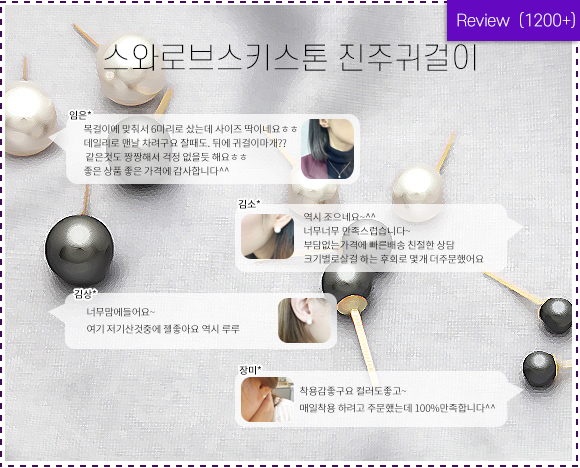 Review (1200+)
스와로브스키스톤 진주귀걸이
임은*
목걸이에 맞춰서 6미리로 샀는데 사이즈 딱이네요ㅎㅎ
데일리로 맨날 차려구요 잘때도. 뒤에 귀걸이마개??
같은것도 짱짱해서 걱정 없을듯 해요ㅎㅎ
좋은 상품 좋은 가격에 감사합니다^^
김소*
역시 조으네요~^^
너무너무 만족스럽습니다~
부담없는가격에 빠른배송 친절한 상담
크기별로살걸 하는 후회로 몇개 더주문했어요
김상*
너무맘에들어요~
여기 저기산것중에 젤좋아요 역시 루루
장미*
착용감좋구요 컬러도좋고~
매일착용 하려고 주문했는데 100%만족합니다^^